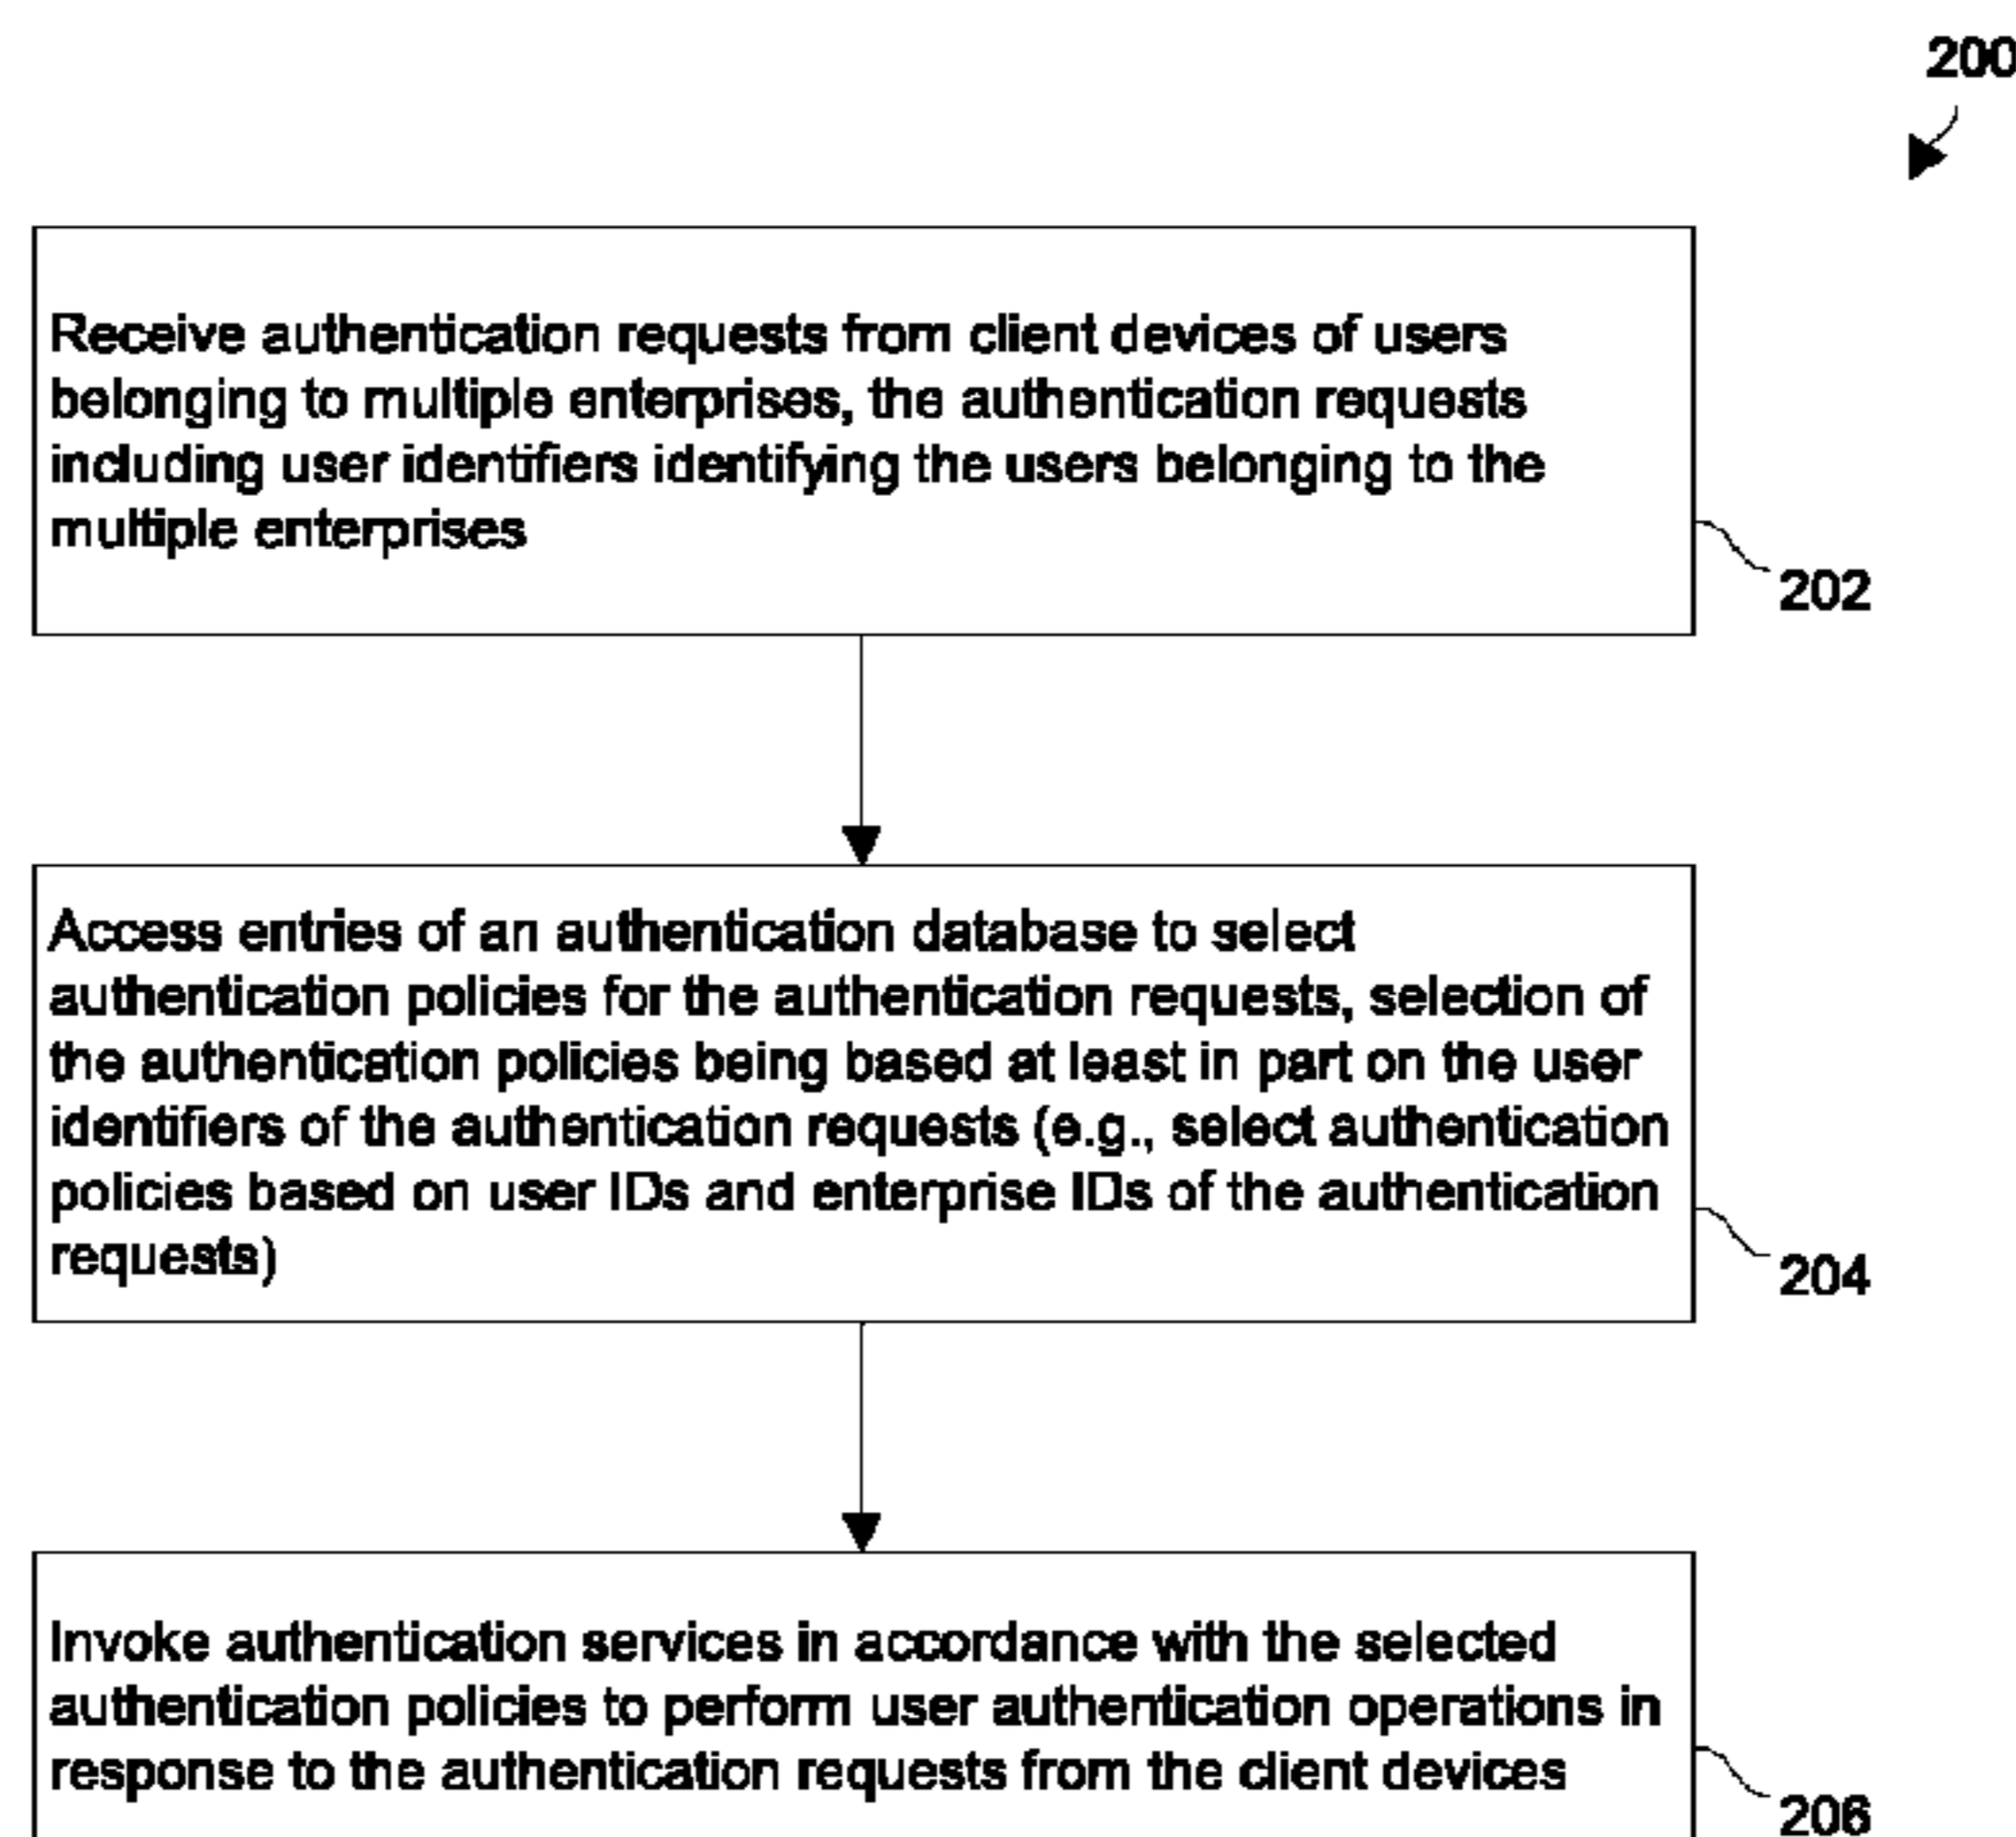 200
Receive authentication requests from client devices of users
belonging to multiple enterprises, the authentication requests
including user identifiers identifying the users belonging to the
multiple enterprises
202
Access entries of an authentication database to select
authentication policies for the authentication requests, selection of
the authentication policies being based at least in part on the user
identifiers of the authentication requests (e.g., select authentication
policies based on user IDs and enterprise IDs of the authentication
requests)
204
Invoke authentication services in accordance with the selected
authentication policies to perform user authentication operations in
response to the authentication requests from the client devices
206